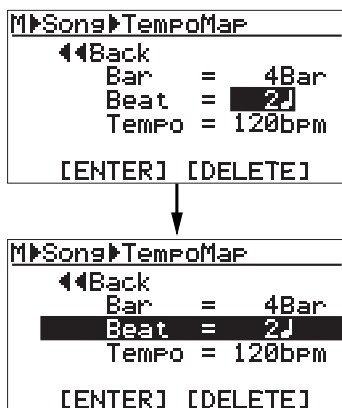 M▶Song▶TempoMap
◀◀Back
Bar = 4Bar
Beat = 2♩
Tempo = 120bpm
[ENTER] [DELETE]
M▶Song▶TempoMap
◀◀Back
Bar = 4Bar
Beat = 2♩
Tempo = 120bpm
[ENTER] [DELETE]